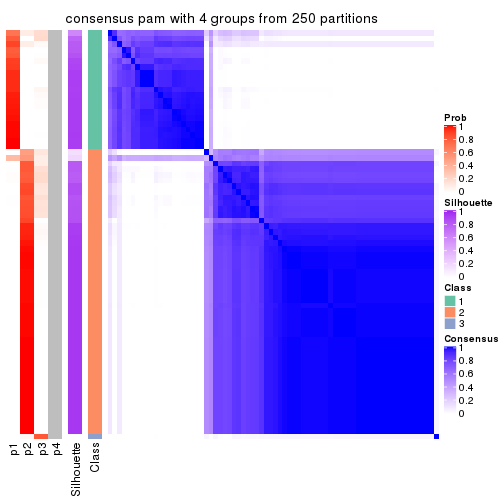 consensus pam with 4 groups from 250 partitions
Prob
1
0.8
0.6
0.4
0.2
0
Silhouette
1
0.8
0.6
0.4
0.2
0
Class
1
2
3
Consensus
1
0.8
0.6
0.4
0.2
0
p1
p2
p3
p4
Silhouette
Class